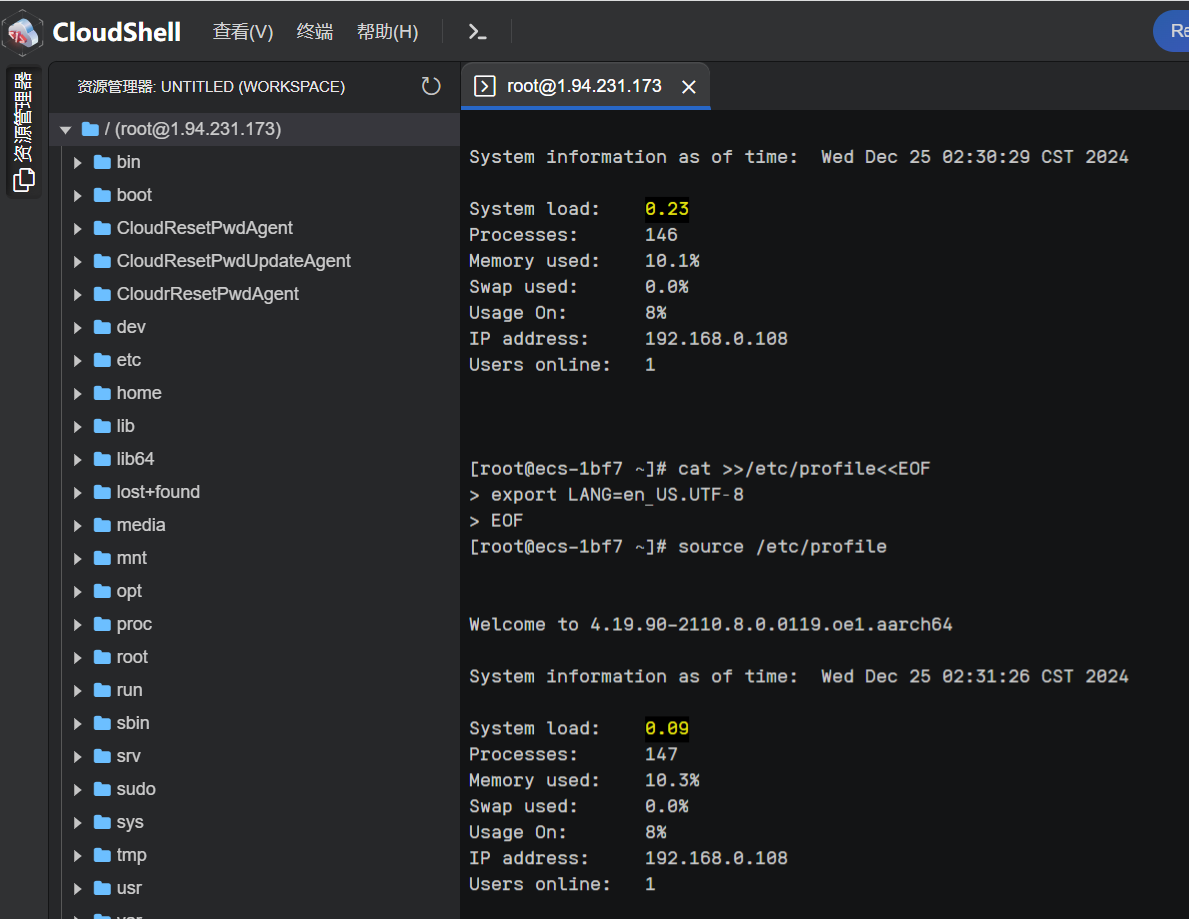 CloudShell 查看(V) 终端 帮助(H)
资源管理器
资源管理器: UNTITLED (WORKSPACE)
/ (root@1.94.231.173)
bin
boot
CloudResetPwdAgent
CloudResetPwdUpdateAgent
CloudrResetPwdAgent
dev
etc
home
lib
lib64
lost+found
media
mnt
opt
proc
root
run
sbin
srv
sudo
sys
tmp
usr
root@1.94.231.173
System information as of time:  Wed Dec 25 02:30:29 CST 2024
System load:    0.23
Processes:      146
Memory used:    10.1%
Swap used:      0.0%
Usage On:       8%
IP address:     192.168.0.108
Users online:   1
[root@ecs-1bf7 ~]# cat >>/etc/profile<<EOF
> export LANG=en_US.UTF-8
> EOF
[root@ecs-1bf7 ~]# source /etc/profile
Welcome to 4.19.90-2110.8.0.0119.oe1.aarch64
System information as of time:  Wed Dec 25 02:31:26 CST 2024
System load:    0.09
Processes:      147
Memory used:    10.3%
Swap used:      0.0%
Usage On:       8%
IP address:     192.168.0.108
Users online:   1